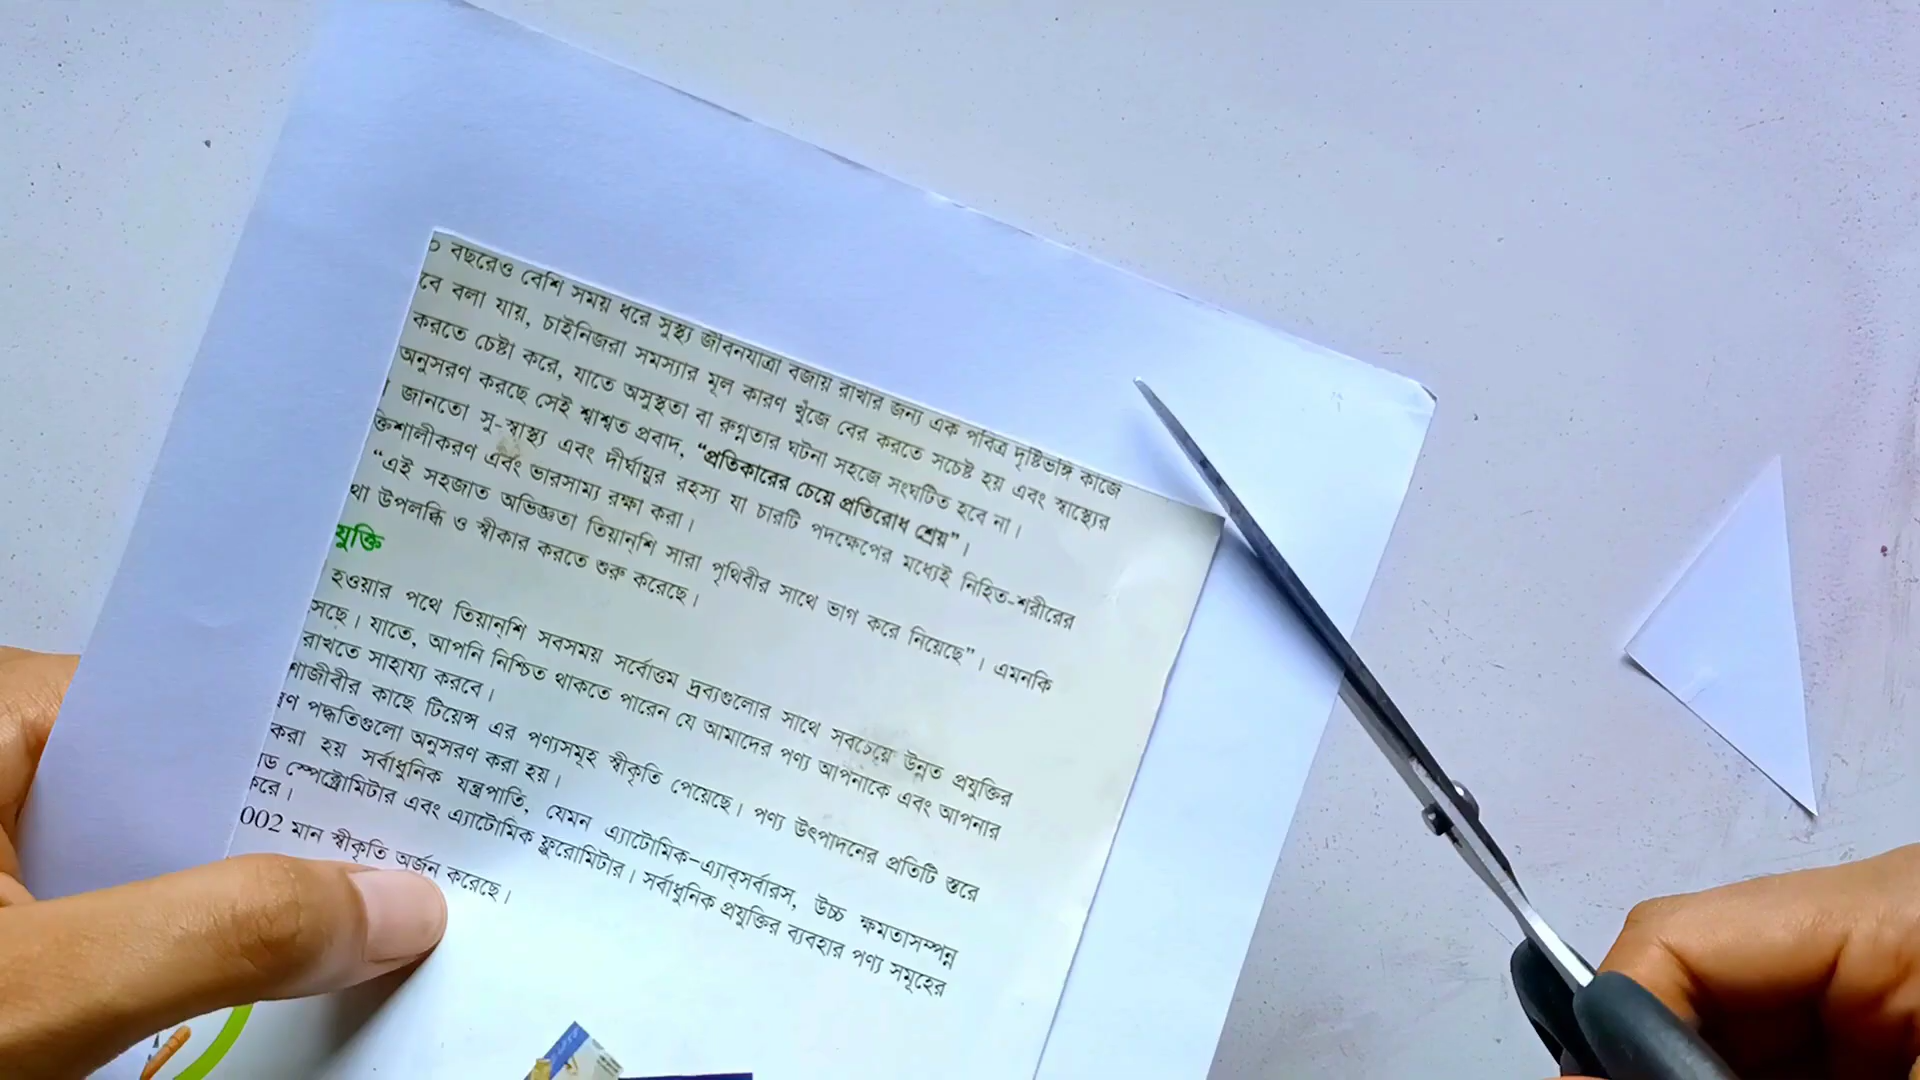 বছরেও বেশি সময় ধরে সুস্থ্য জীবনযাত্রা বজায় রাখার জন্য এক পবিত্র দৃষ্টিভঙ্গি কাজে
বে বলা যায়, চাইনিজরা সমস্যার মূল কারণ খুঁজে বের করতে সচেষ্ট হয় এবং স্বাস্থ্যের
করতে চেষ্টা করে, যাতে অসুস্থতা বা রুগ্নতার ঘটনা সহজে সংঘটিত হবে না।
অনুসরণ করছে সেই শ্বাশ্বত প্রবাদ, “প্রতিকারের চেয়ে প্রতিরোধ শ্রেয়”।
জানতো সু-স্বাস্থ্য এবং দীর্ঘায়ুর রহস্য যা চারটি পদক্ষেপের মধ্যেই নিহিত-শরীরের
ক্তিশালীকরণ এবং ভারসাম্য রক্ষা করা।
“এই সহজাত অভিজ্ঞতা তিয়ান্‌শি সারা পৃথিবীর সাথে ভাগ করে নিয়েছে”। এমনকি
থা উপলব্ধি ও স্বীকার করতে শুরু করেছে।
যুক্তি
হওয়ার পথে তিয়ান্‌শি সবসময় সর্বোত্তম দ্রব্যগুলোর সাথে সবচেয়ে উন্নত প্রযুক্তির
সছে। যাতে, আপনি নিশ্চিত থাকতে পারেন যে আমাদের পণ্য আপনাকে এবং আপনার
রাখতে সাহায্য করবে।
শাজীবীর কাছে টিয়েন্স এর পণ্যসমূহ স্বীকৃতি পেয়েছে। পণ্য উৎপাদনের প্রতিটি স্তরে
রণ পদ্ধতিগুলো অনুসরণ করা হয়।
করা হয় সর্বাধুনিক যন্ত্রপাতি, যেমন এ্যাটোমিক-এ্যাব্‌সর্বারস, উচ্চ ক্ষমতাসম্পন্ন
ড স্পেক্ট্রোমিটার এবং এ্যাটোমিক ফ্লুরোমিটার। সর্বাধুনিক প্রযুক্তির ব্যবহার পণ্য সমূহের
করে।
002 মান স্বীকৃতি অর্জন করেছে।